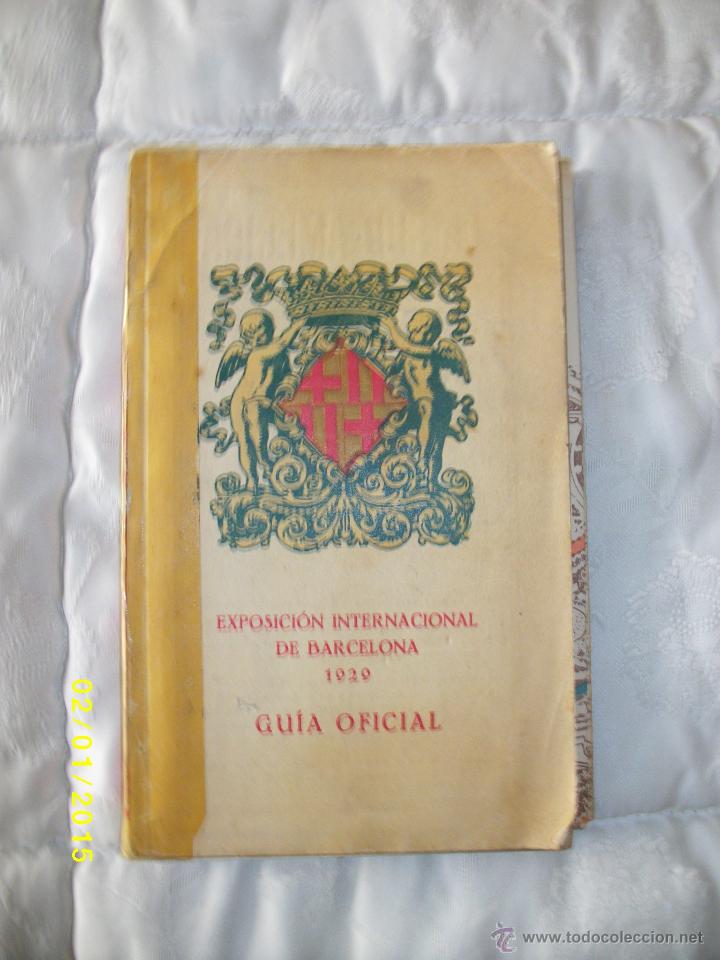 EXPOSICIÓN INTERNACIONAL
DE BARCELONA
1929
GUÍA OFICIAL
02/01/2015
© www.todocoleccion.net